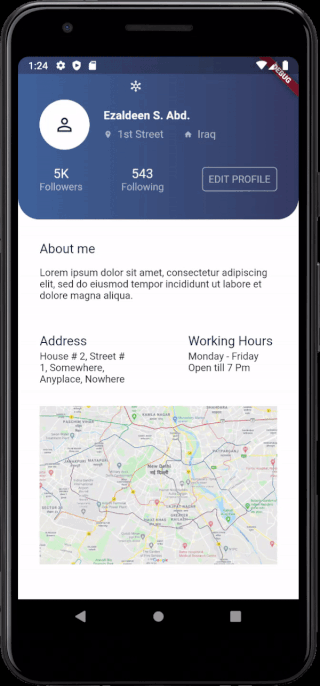 1:24
DEBUG
Ezaldeen S. Abd.
1st Street Iraq
5K 543
Followers Following
EDIT PROFILE
About me
Lorem ipsum dolor sit amet, consectetur adipiscing
elit, sed do eiusmod tempor incididunt ut labore et
dolore magna aliqua.
Address
House # 2, Street #
1, Somewhere,
Anyplace, Nowhere
Working Hours
Monday - Friday
Open till 7 Pm
New Delhi
नई दिल्ली